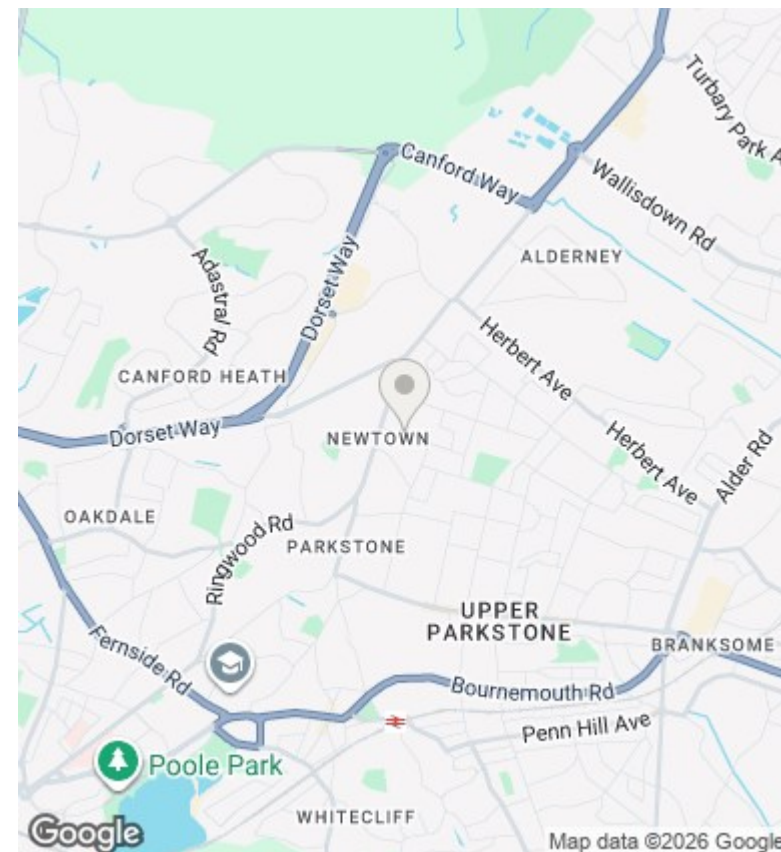 Turbary Park A
Canford Way
Wallisdown Rd
ALDERNEY
Adastral Rd
Dorset Way
Herbert Ave
CANFORD HEATH
Dorset Way
NEWTOWN
Herbert Ave
Alder Rd
OAKDALE
Ringwood Rd
PARKSTONE
UPPER
PARKSTONE
BRANKSOME
Fernside Rd
Bournemouth Rd
Penn Hill Ave
Poole Park
WHITECLIFF
Google
Map data ©2026 Google